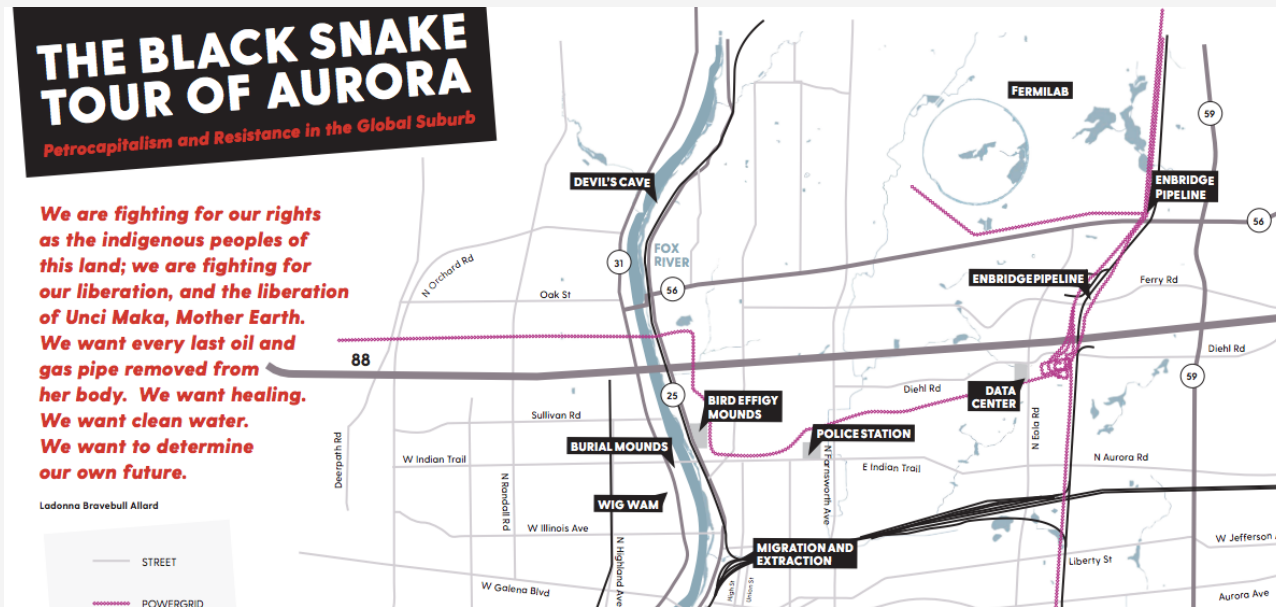 THE BLACK SNAKE
TOUR OF AURORA
Petrocapitalism and Resistance in the Global Suburb
We are fighting for our rights
as the indigenous peoples of
this land; we are fighting for
our liberation, and the liberation
of Unci Maka, Mother Earth.
We want every last oil and
gas pipe removed from
her body. We want healing.
We want clean water.
We want to determine
our own future.
Ladonna Bravebull Allard
STREET
POWERGRID
FERMILAB
59
DEVIL'S CAVE
ENBRIDGE
PIPELINE
56
FOX
RIVER
31
N Orchard Rd
ENBRIDGE PIPELINE
Ferry Rd
Oak St
56
88
Diehl Rd
59
Diehl Rd
DATA
CENTER
25
BIRD EFFIGY
MOUNDS
Sullivan Rd
POLICE STATION
N Eola Rd
Deerpath Rd
BURIAL MOUNDS
W Indian Trail
N Farnsworth Ave
E Indian Trail
N Aurora Rd
N Randall Rd
WIG WAM
W Illinois Ave
N Highland Ave
MIGRATION AND
EXTRACTION
W Jefferson
Liberty St
W Galena Blvd
High St
Union St
Aurora Ave